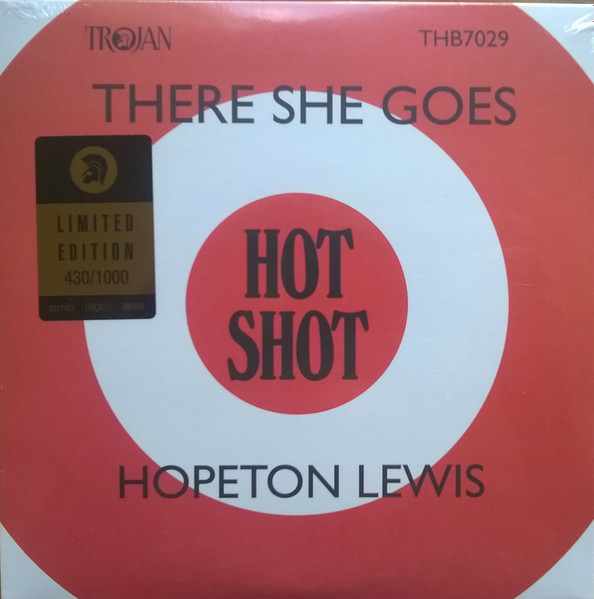 TROJAN
THB7029
THERE SHE GOES
LIMITED
EDITION
430/1000
HOT
SHOT
HOPETON LEWIS